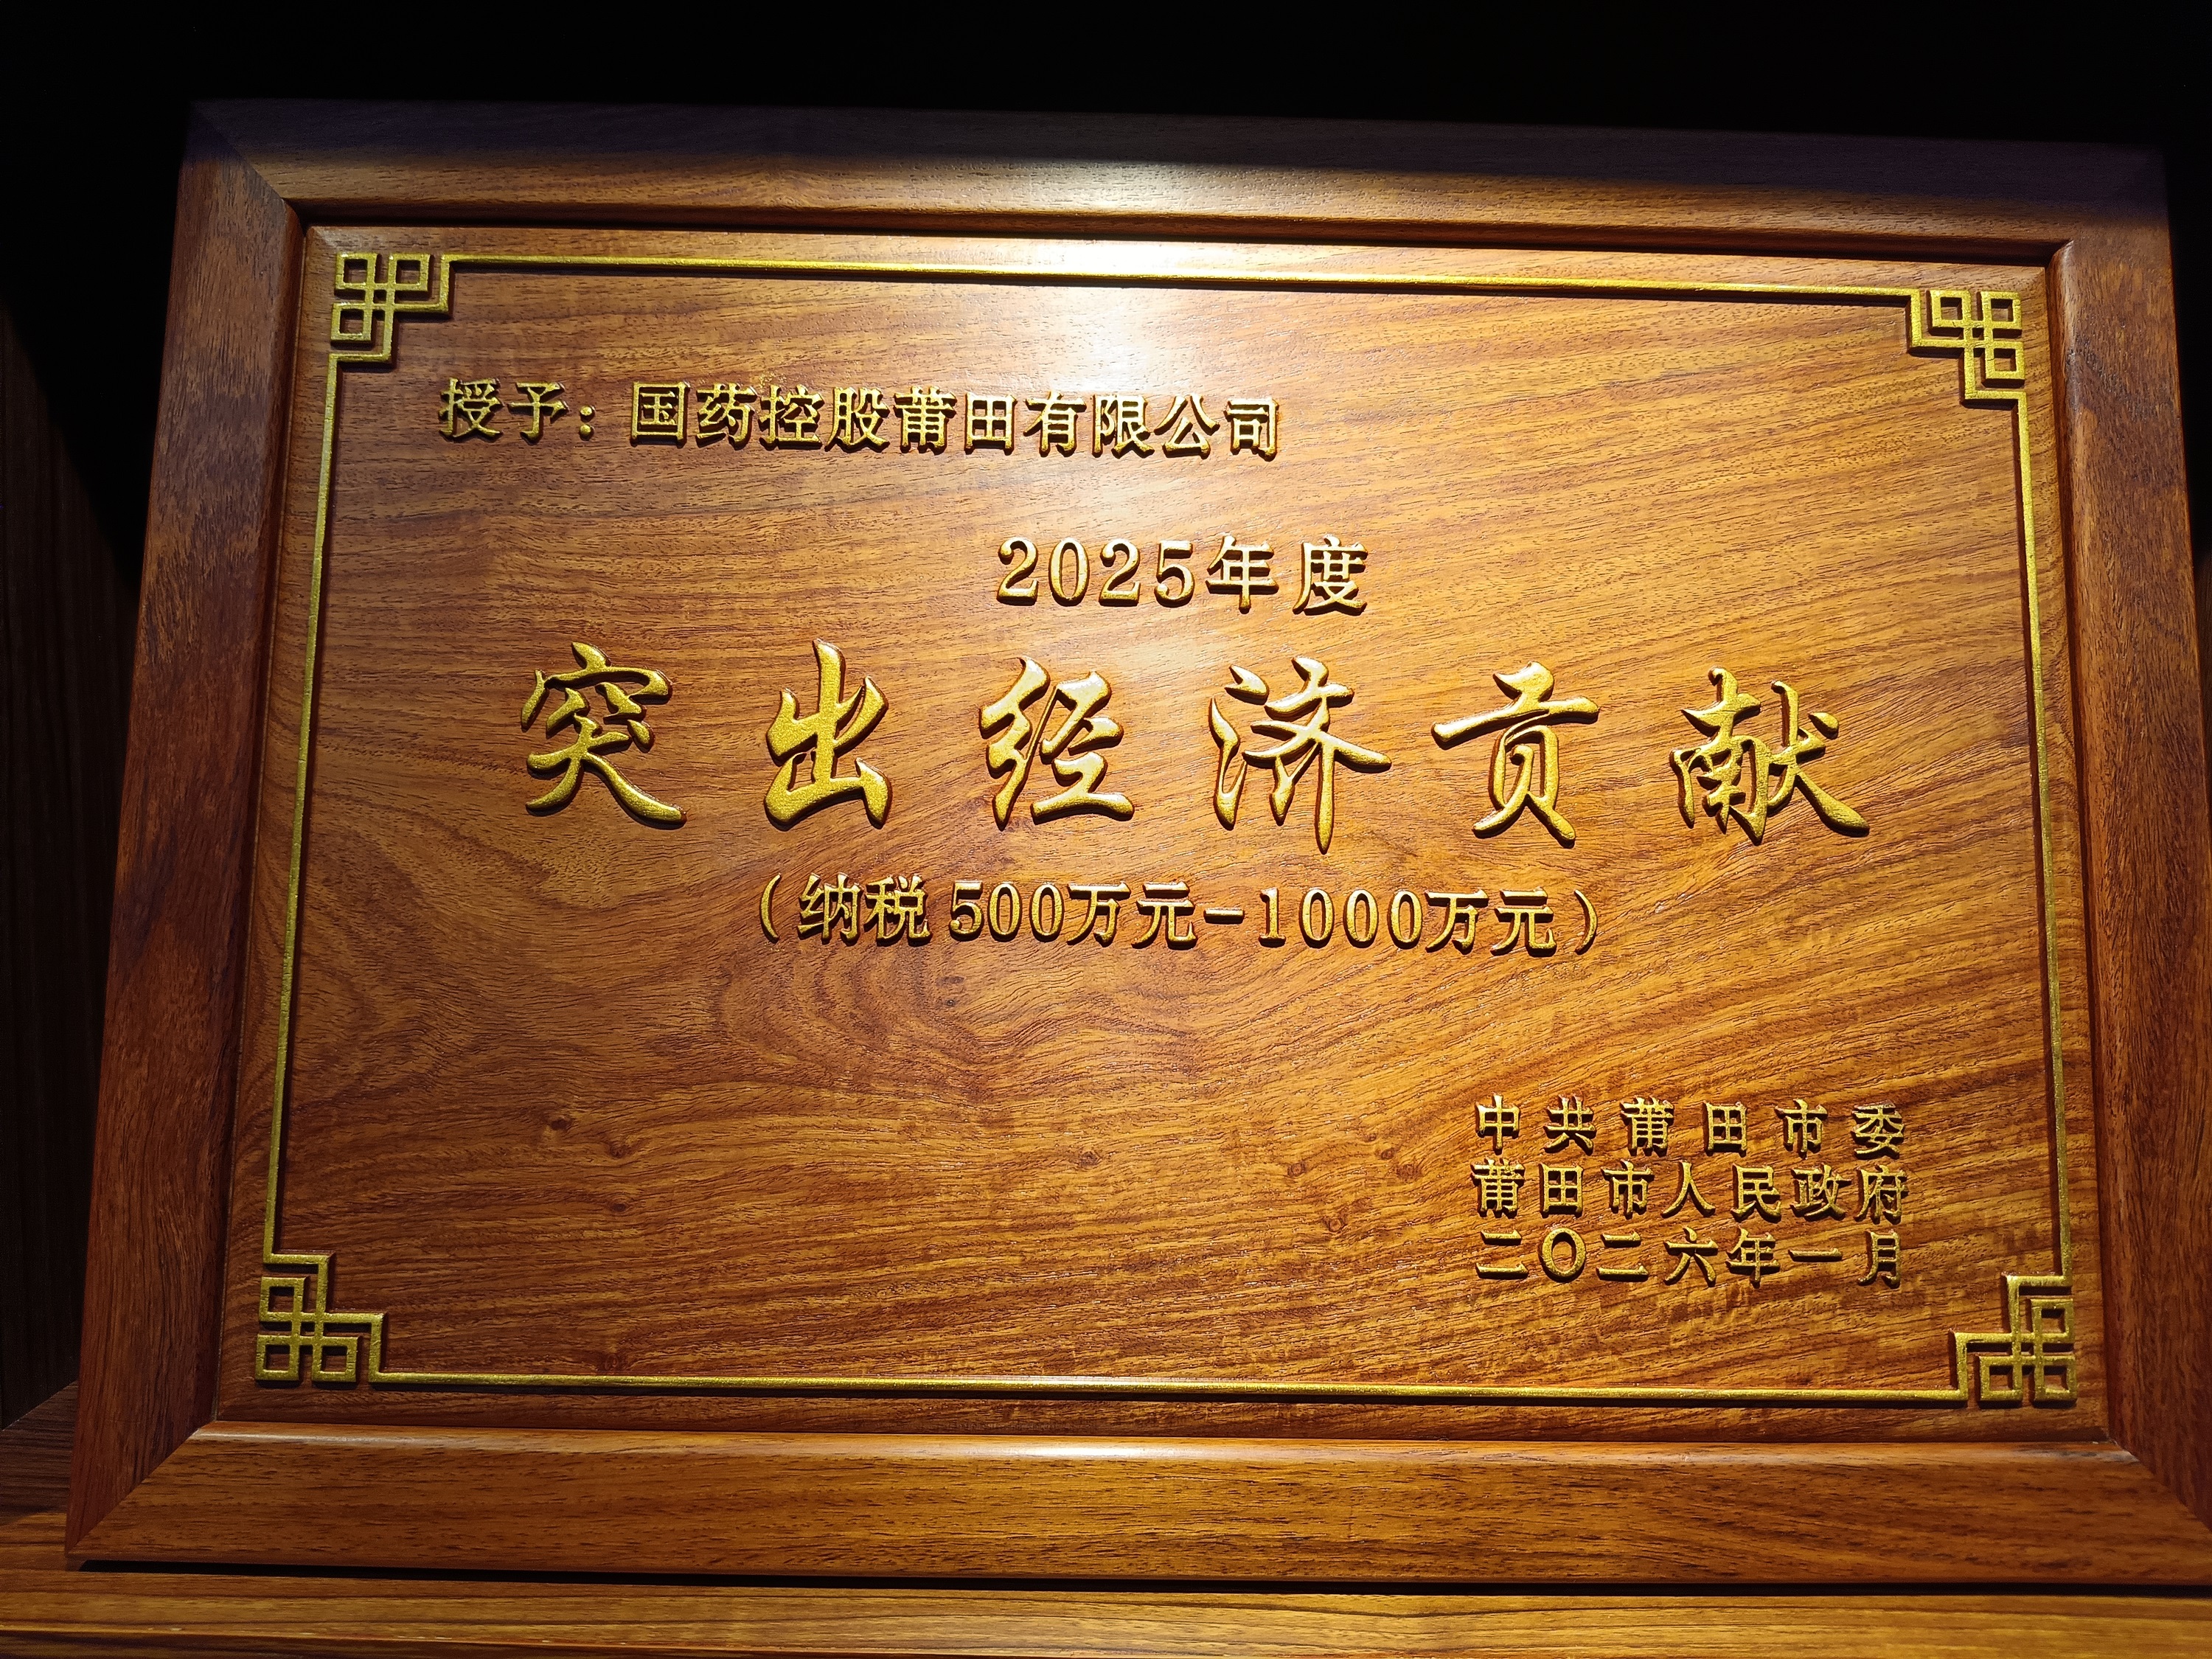 授予：国药控股莆田有限公司
2025年度
突出经济贡献
（纳税500万元-1000万元）
中共莆田市委
莆田市人民政府
二〇二六年一月